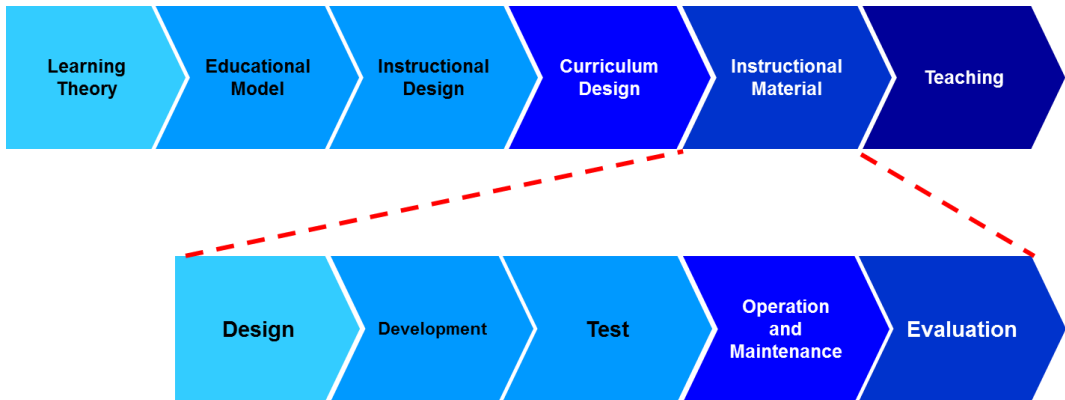 Learning
Theory
Educational
Model
Instructional
Design
Curriculum
Design
Instructional
Material
Teaching
Design
Development
Test
Operation
and
Maintenance
Evaluation